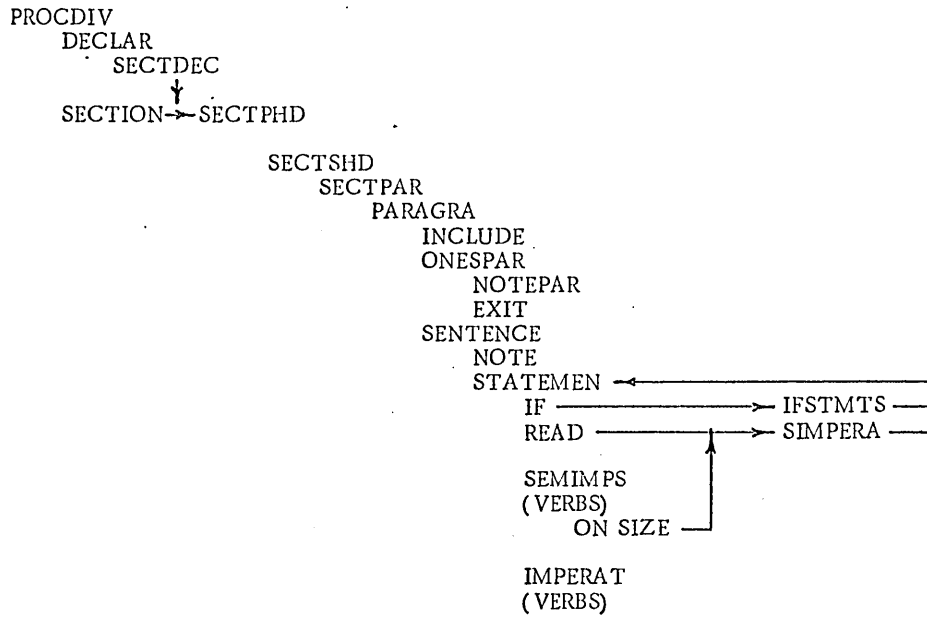 PROCDIV
DECLAR
SECTDEC
SECTION SECTPHD
SECTSHD
SECTPAR
PARAGRA
INCLUDE
ONESPAR
NOTEPAR
EXIT
SENTENCE
NOTE
STATEMEN
IF IFSTMTS
READ SIMPERA
SEMIMPS
(VERBS)
ON SIZE
IMPERAT
(VERBS)